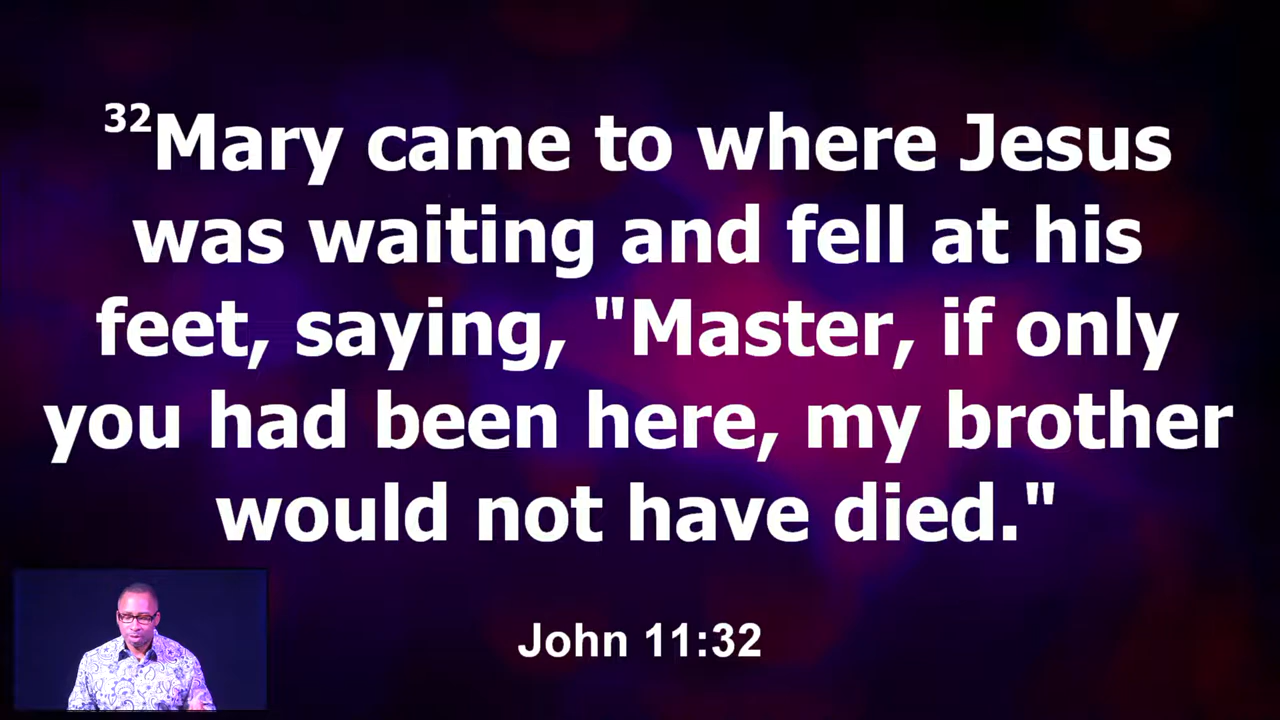 32Mary came to where Jesus
was waiting and fell at his
feet, saying, "Master, if only
you had been here, my brother
would not have died."
John 11:32